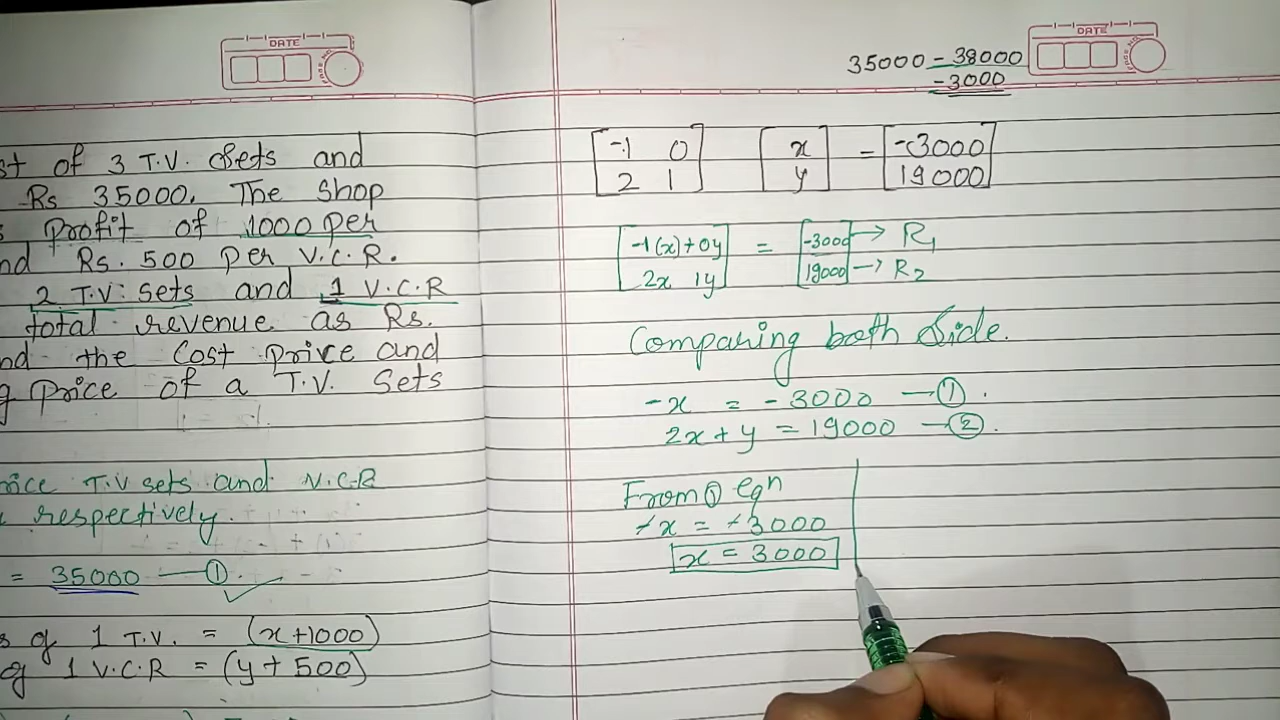 DATE
st of 3 T.V. Sets and
Rs 35000. The Shop
s Profit of 1000 per
nd Rs. 500 Per V.C.R.
2 T.V. Sets and 1 V.C.R
total revenue as Rs.
nd the Cost Price and
g Price of a T.V. Sets
rice T.V sets and V.C.R
respectively.
= 35000 — ①
s of 1 T.V. = (x+1000)
of 1 V.C.R = (y + 500)
DATE
35000 - 38000
-3000
[-1 0] [x] = [-3000]
[2 1] [y] [19000]
[-1(x)+0y] = [-3000] → R₁
[2x 1y] [19000] → R₂
Comparing both Side.
-x = -3000 — ① .
2x + y = 19000 — ② .
From ① eqn
-x = -3000
x = 3000